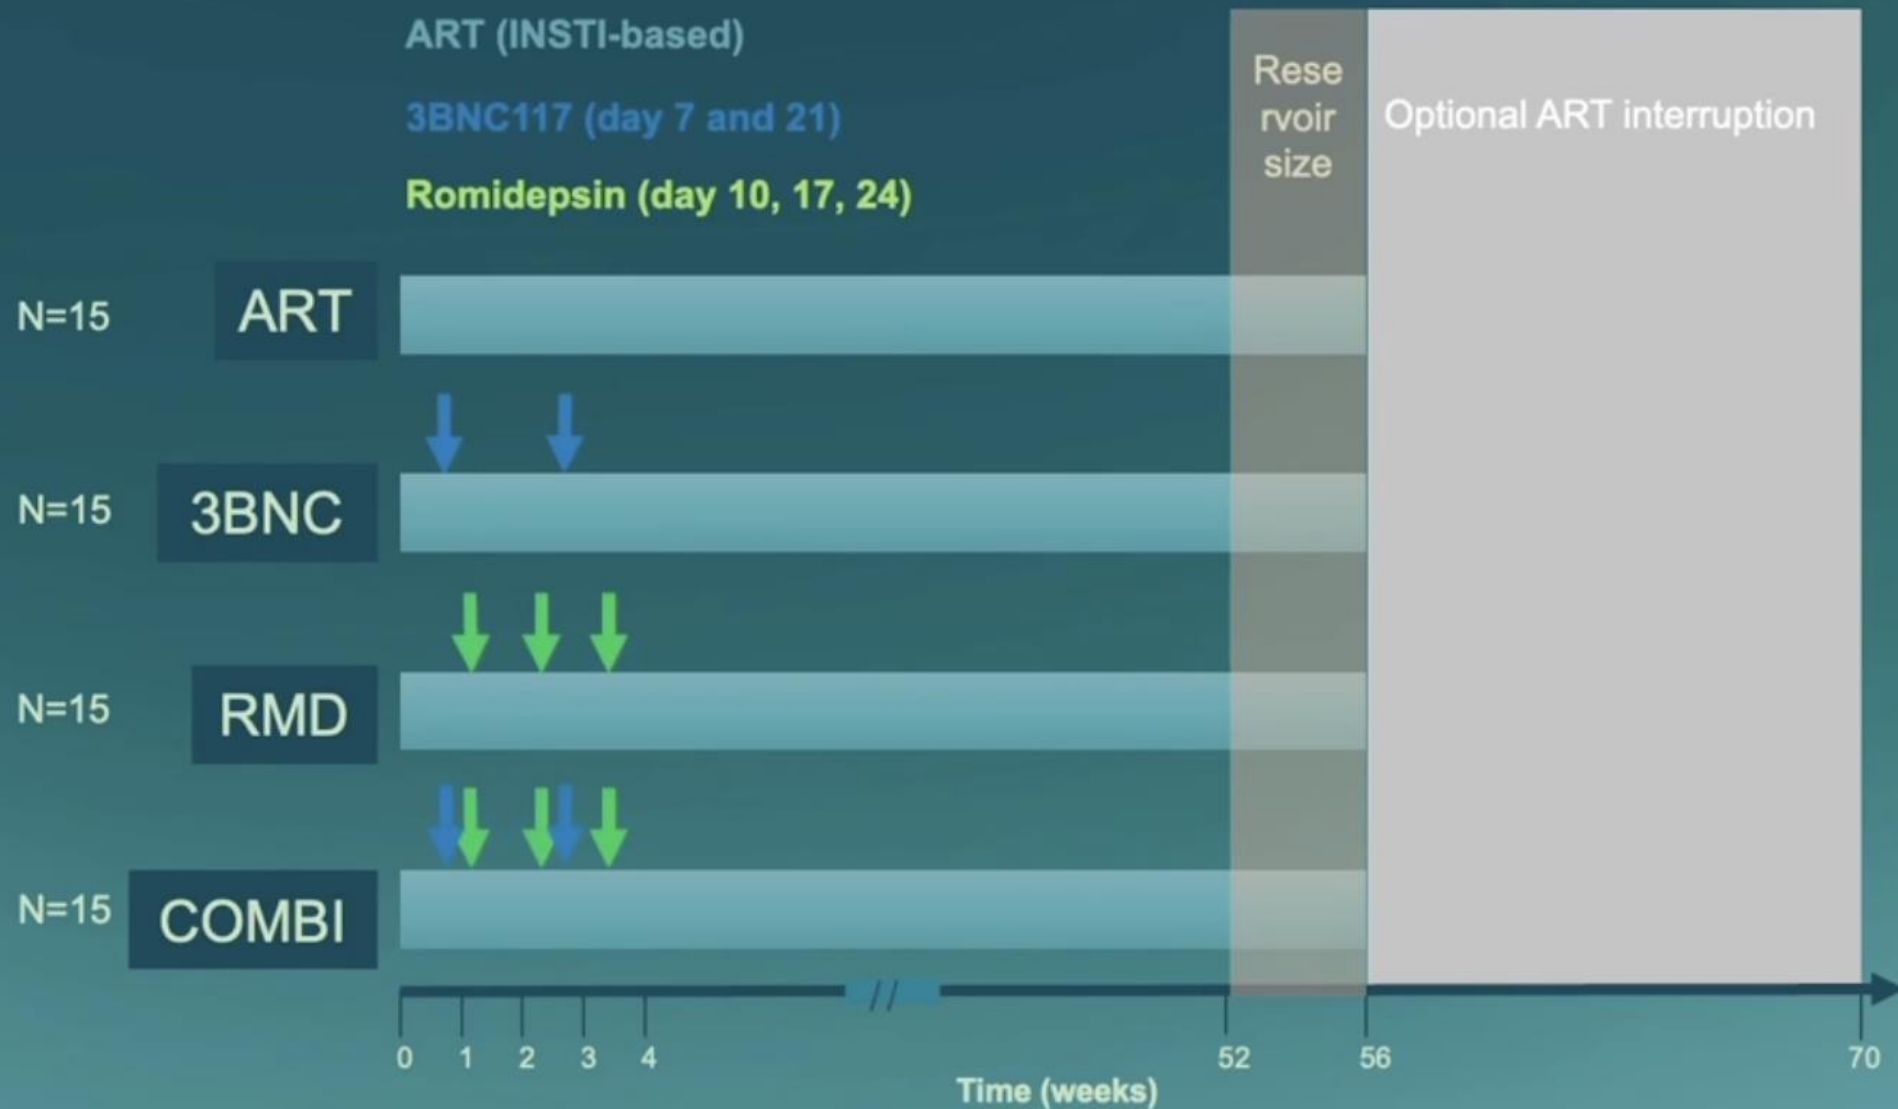 ART (INSTI-based)
3BNC117 (day 7 and 21)
Romidepsin (day 10, 17, 24)
Rese
rvoir
size
Optional ART interruption
N=15
ART
N=15
3BNC
N=15
RMD
N=15
COMBI
//
0 1 2 3 4 52 56 70
Time (weeks)